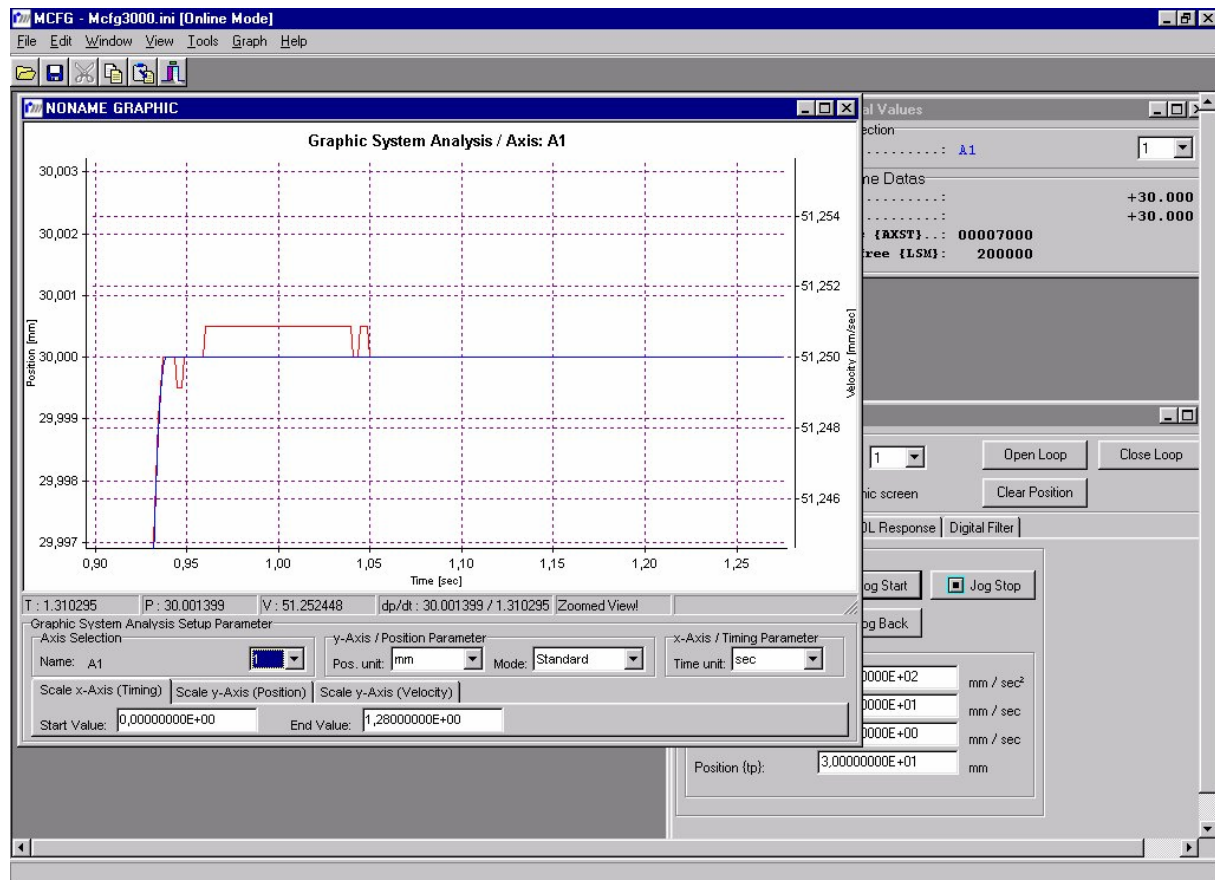 MCFG - Mcfg3000.ini [Online Mode]
File Edit Window View Tools Graph Help
NONAME GRAPHIC
Graphic System Analysis / Axis: A1
30,003
30,002
30,001
30,000
29,999
29,998
29,997
Position [mm]
51,254
51,252
51,250
51,248
51,246
Velocity [mm/sec]
0,90 0,95 1,00 1,05 1,10 1,15 1,20 1,25
Time [sec]
T : 1.310295 P : 30.001399 V : 51.252448 dp/dt : 30.001399 / 1.310295 Zoomed View!
Graphic System Analysis Setup Parameter
Axis Selection
Name: A1 1
y-Axis / Position Parameter
Pos. unit: mm Mode: Standard
x-Axis / Timing Parameter
Time unit: sec
Scale x-Axis (Timing) Scale y-Axis (Position) Scale y-Axis (Velocity)
Start Value: 0,00000000E+00 End Value: 1,28000000E+00
al Values
ection
.........: A1 1
me Datas
.........: +30.000
.........: +30.000
{AXST}..: 00007000
free {LSM}: 200000
1 Open Loop Close Loop
hic screen Clear Position
OL Response Digital Filter
og Start Jog Stop
og Back
0000E+02 mm / sec²
0000E+01 mm / sec
0000E+00 mm / sec
Position {tp}: 3,00000000E+01 mm